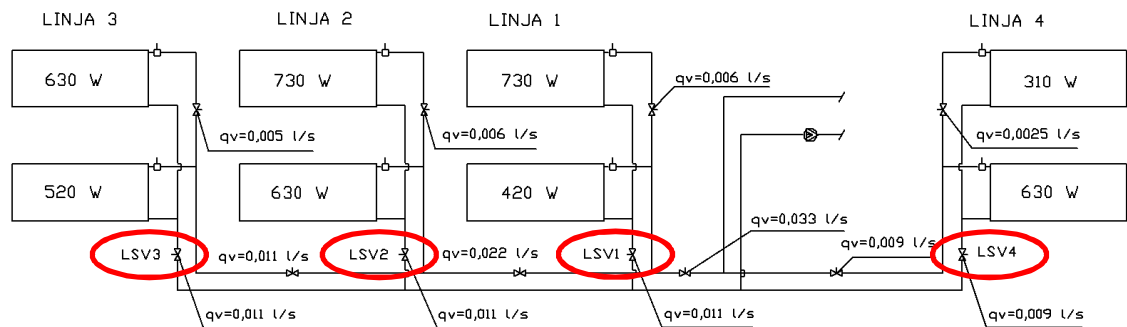 LINJA 3 LINJA 2 LINJA 1 LINJA 4
630 W 730 W 730 W 310 W
qv=0,006 l/s
qv=0,005 l/s qv=0,006 l/s qv=0,0025 l/s
520 W 630 W 420 W 630 W
qv=0,033 l/s
LSV3 qv=0,011 l/s LSV2 qv=0,022 l/s LSV1 qv=0,009 l/s LSV4
qv=0,011 l/s qv=0,011 l/s qv=0,011 l/s qv=0,009 l/s